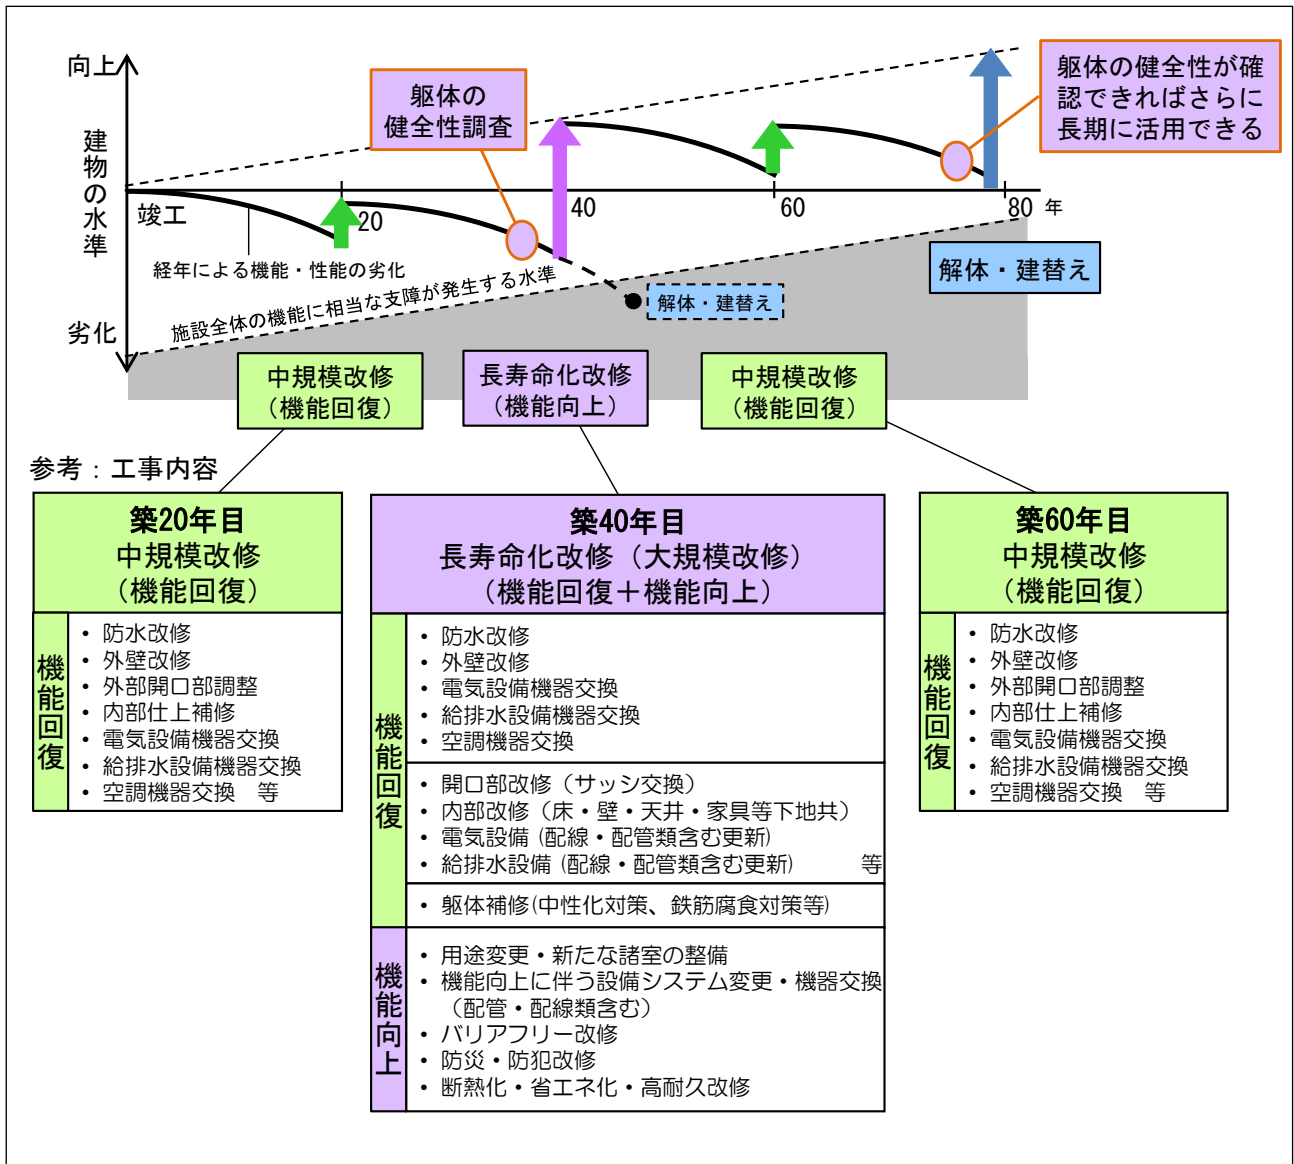 向上
建物の水準
劣化
躯体の
健全性調査
躯体の健全性が確
認できればさらに
長期に活用できる
竣工
20
40
60
80
年
経年による機能・性能の劣化
施設全体の機能に相当な支障が発生する水準
解体・建替え
解体・建替え
中規模改修
（機能回復）
長寿命化改修
（機能向上）
中規模改修
（機能回復）
参考：工事内容
築20年目
中規模改修
（機能回復）
機能回復
・ 防水改修
・ 外壁改修
・ 外部開口部調整
・ 内部仕上補修
・ 電気設備機器交換
・ 給排水設備機器交換
・ 空調機器交換　等
築40年目
長寿命化改修（大規模改修）
（機能回復＋機能向上）
機能回復
・ 防水改修
・ 外壁改修
・ 電気設備機器交換
・ 給排水設備機器交換
・ 空調機器交換
・ 開口部改修（サッシ交換）
・ 内部改修（床・壁・天井・家具等下地共）
・ 電気設備(配線・配管類含む更新)
・ 給排水設備(配線・配管類含む更新)　　　等
・ 躯体補修(中性化対策、鉄筋腐食対策等)
機能向上
・ 用途変更・新たな諸室の整備
・ 機能向上に伴う設備システム変更・機器交換
（配管・配線類含む）
・ バリアフリー改修
・ 防災・防犯改修
・ 断熱化・省エネ化・高耐久改修
築60年目
中規模改修
（機能回復）
機能回復
・ 防水改修
・ 外壁改修
・ 外部開口部調整
・ 内部仕上補修
・ 電気設備機器交換
・ 給排水設備機器交換
・ 空調機器交換　等